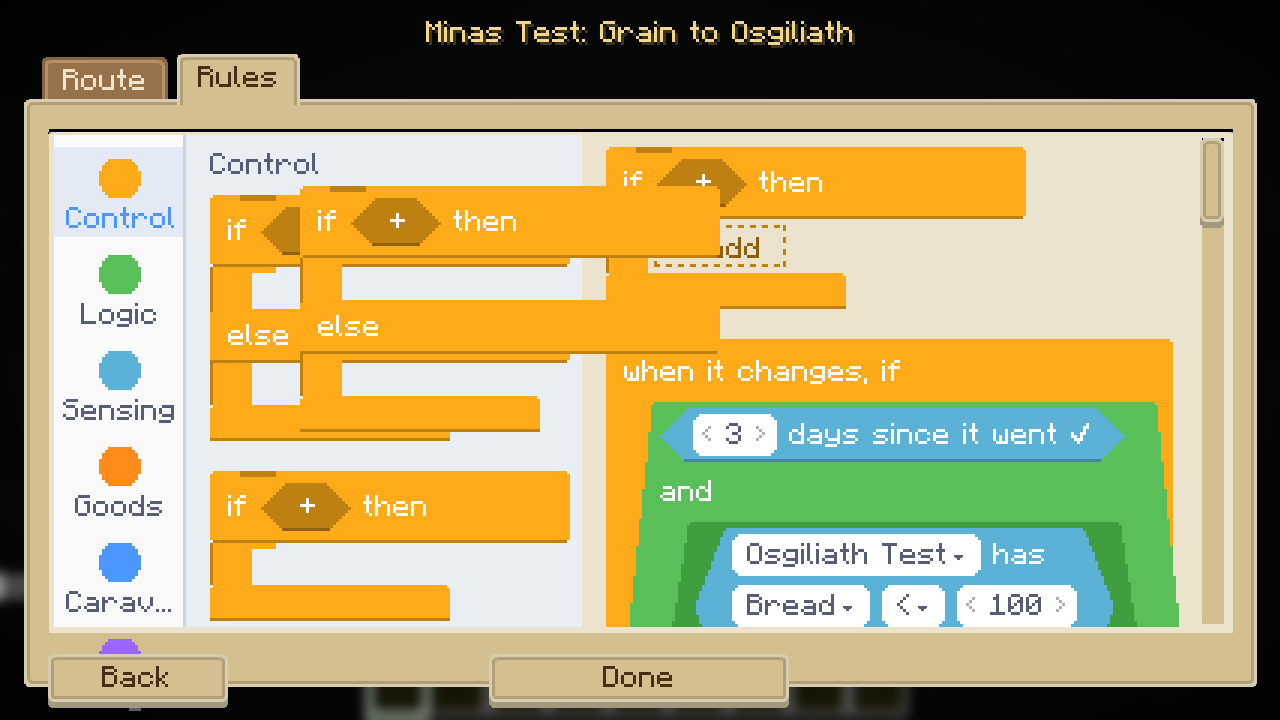 Minas Test: Grain to Osgiliath
Route
Rules
Control
Logic
Sensing
Goods
Carav...
Control
if
else
if + then
else
if + then
if + then
add
when it changes, if
< 3 > days since it went ✓
and
Osgiliath Test has
Bread < < 100 >
Back
Done